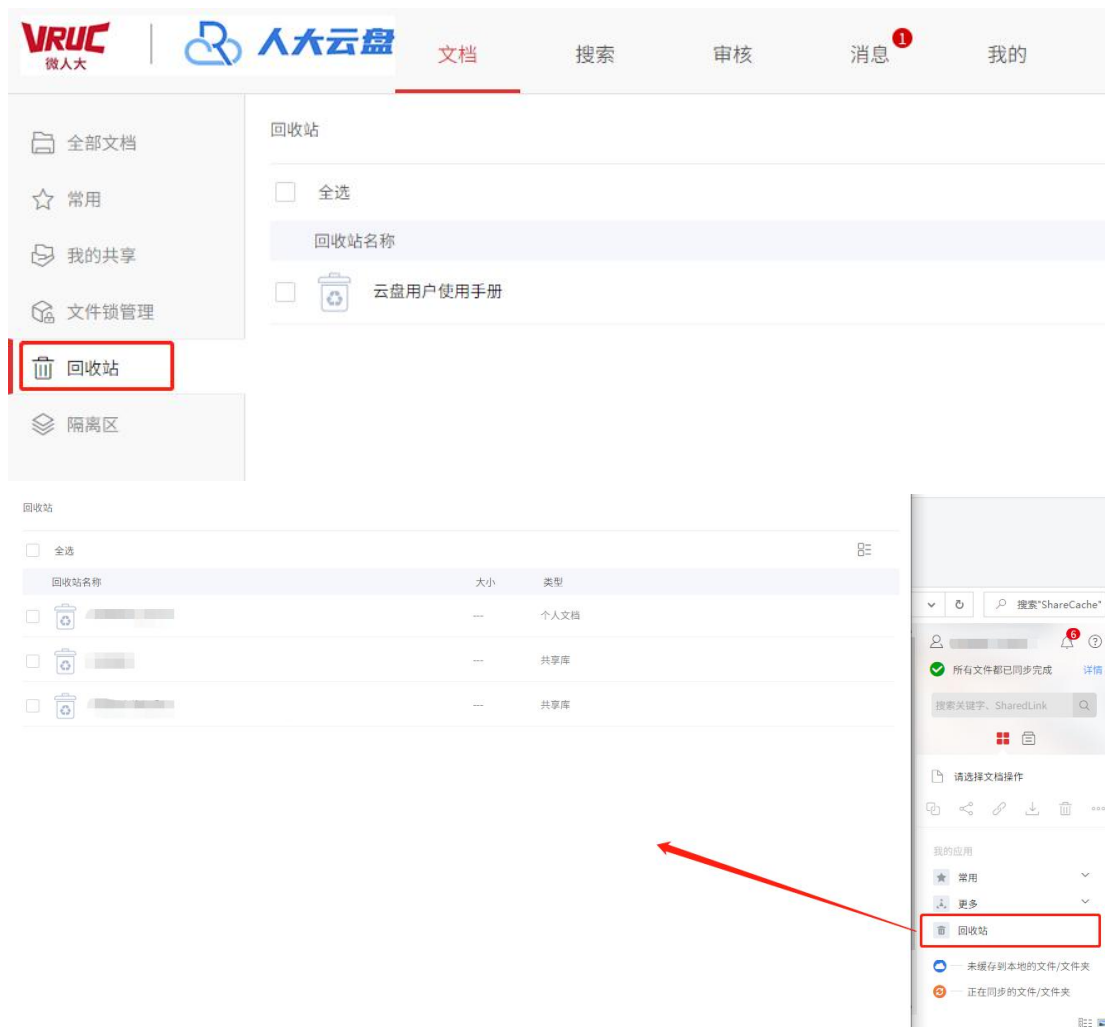 VRUC
微人大
人大云盘
文档
搜索
审核
消息
1
我的
全部文档
常用
我的共享
文件锁管理
回收站
隔离区
回收站
全选
回收站名称
云盘用户使用手册
回收站
全选
回收站名称 大小 类型
--- 个人文档
--- 共享库
--- 共享库
搜索"ShareCache"
6
所有文件都已同步完成 详情
搜索关键字、SharedLink
请选择文档操作
我的应用
常用
更多
回收站
未缓存到本地的文件/文件夹
正在同步的文件/文件夹